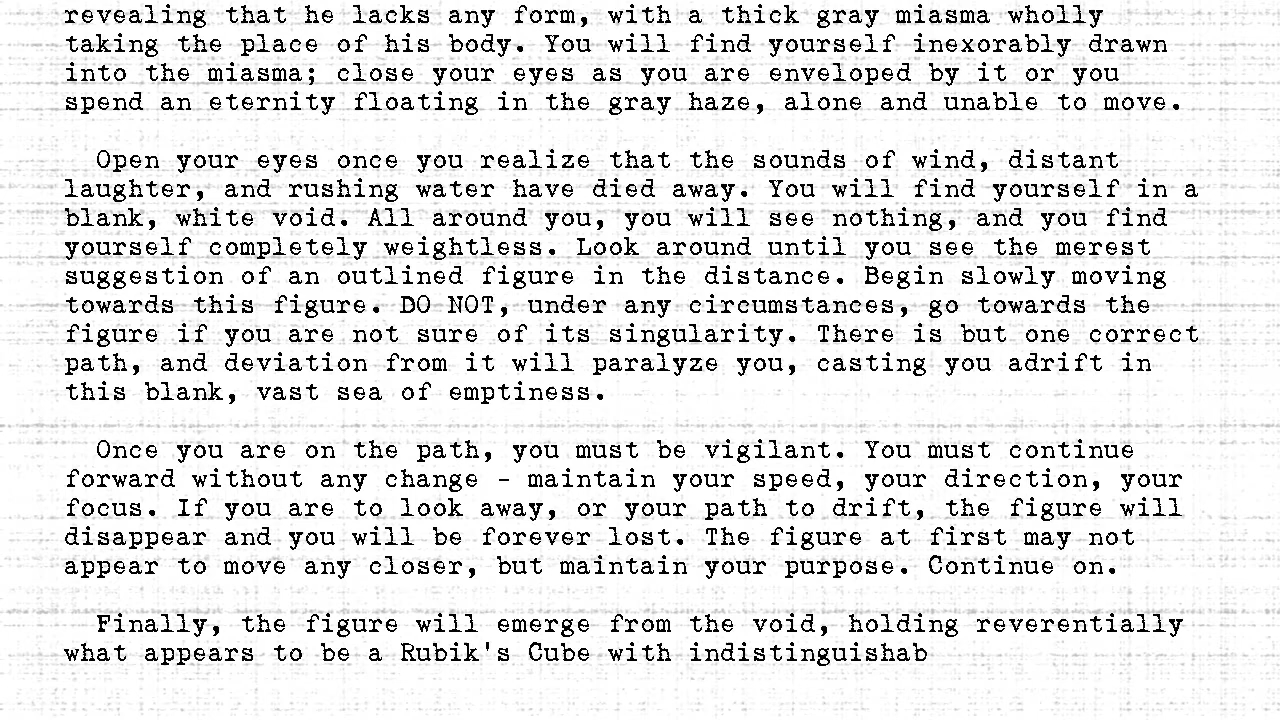 revealing that he lacks any form, with a thick gray miasma wholly
taking the place of his body. You will find yourself inexorably drawn
into the miasma; close your eyes as you are enveloped by it or you
spend an eternity floating in the gray haze, alone and unable to move.
Open your eyes once you realize that the sounds of wind, distant
laughter, and rushing water have died away. You will find yourself in a
blank, white void. All around you, you will see nothing, and you find
yourself completely weightless. Look around until you see the merest
suggestion of an outlined figure in the distance. Begin slowly moving
towards this figure. DO NOT, under any circumstances, go towards the
figure if you are not sure of its singularity. There is but one correct
path, and deviation from it will paralyze you, casting you adrift in
this blank, vast sea of emptiness.
Once you are on the path, you must be vigilant. You must continue
forward without any change - maintain your speed, your direction, your
focus. If you are to look away, or your path to drift, the figure will
disappear and you will be forever lost. The figure at first may not
appear to move any closer, but maintain your purpose. Continue on.
Finally, the figure will emerge from the void, holding reverentially
what appears to be a Rubik's Cube with indistinguishab